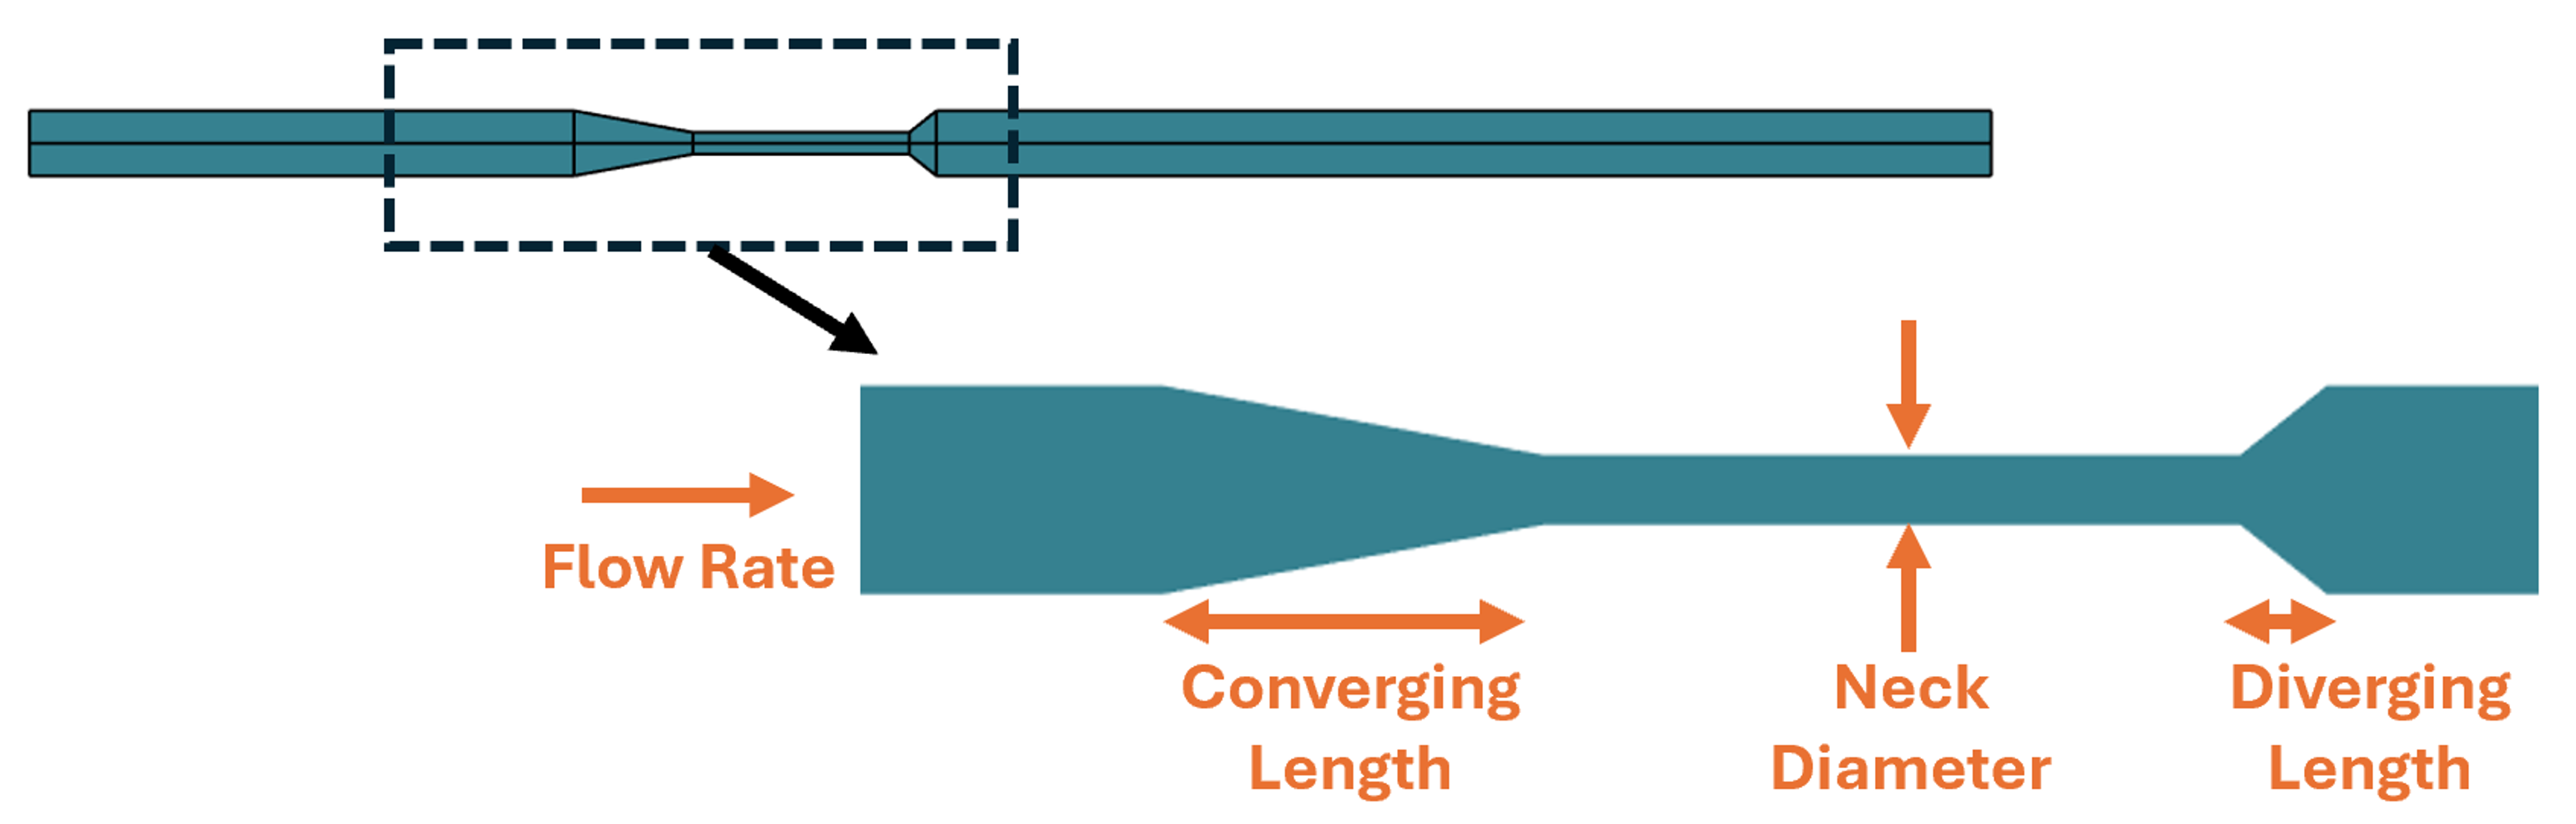 Flow Rate
Converging
Length
Neck
Diameter
Diverging
Length